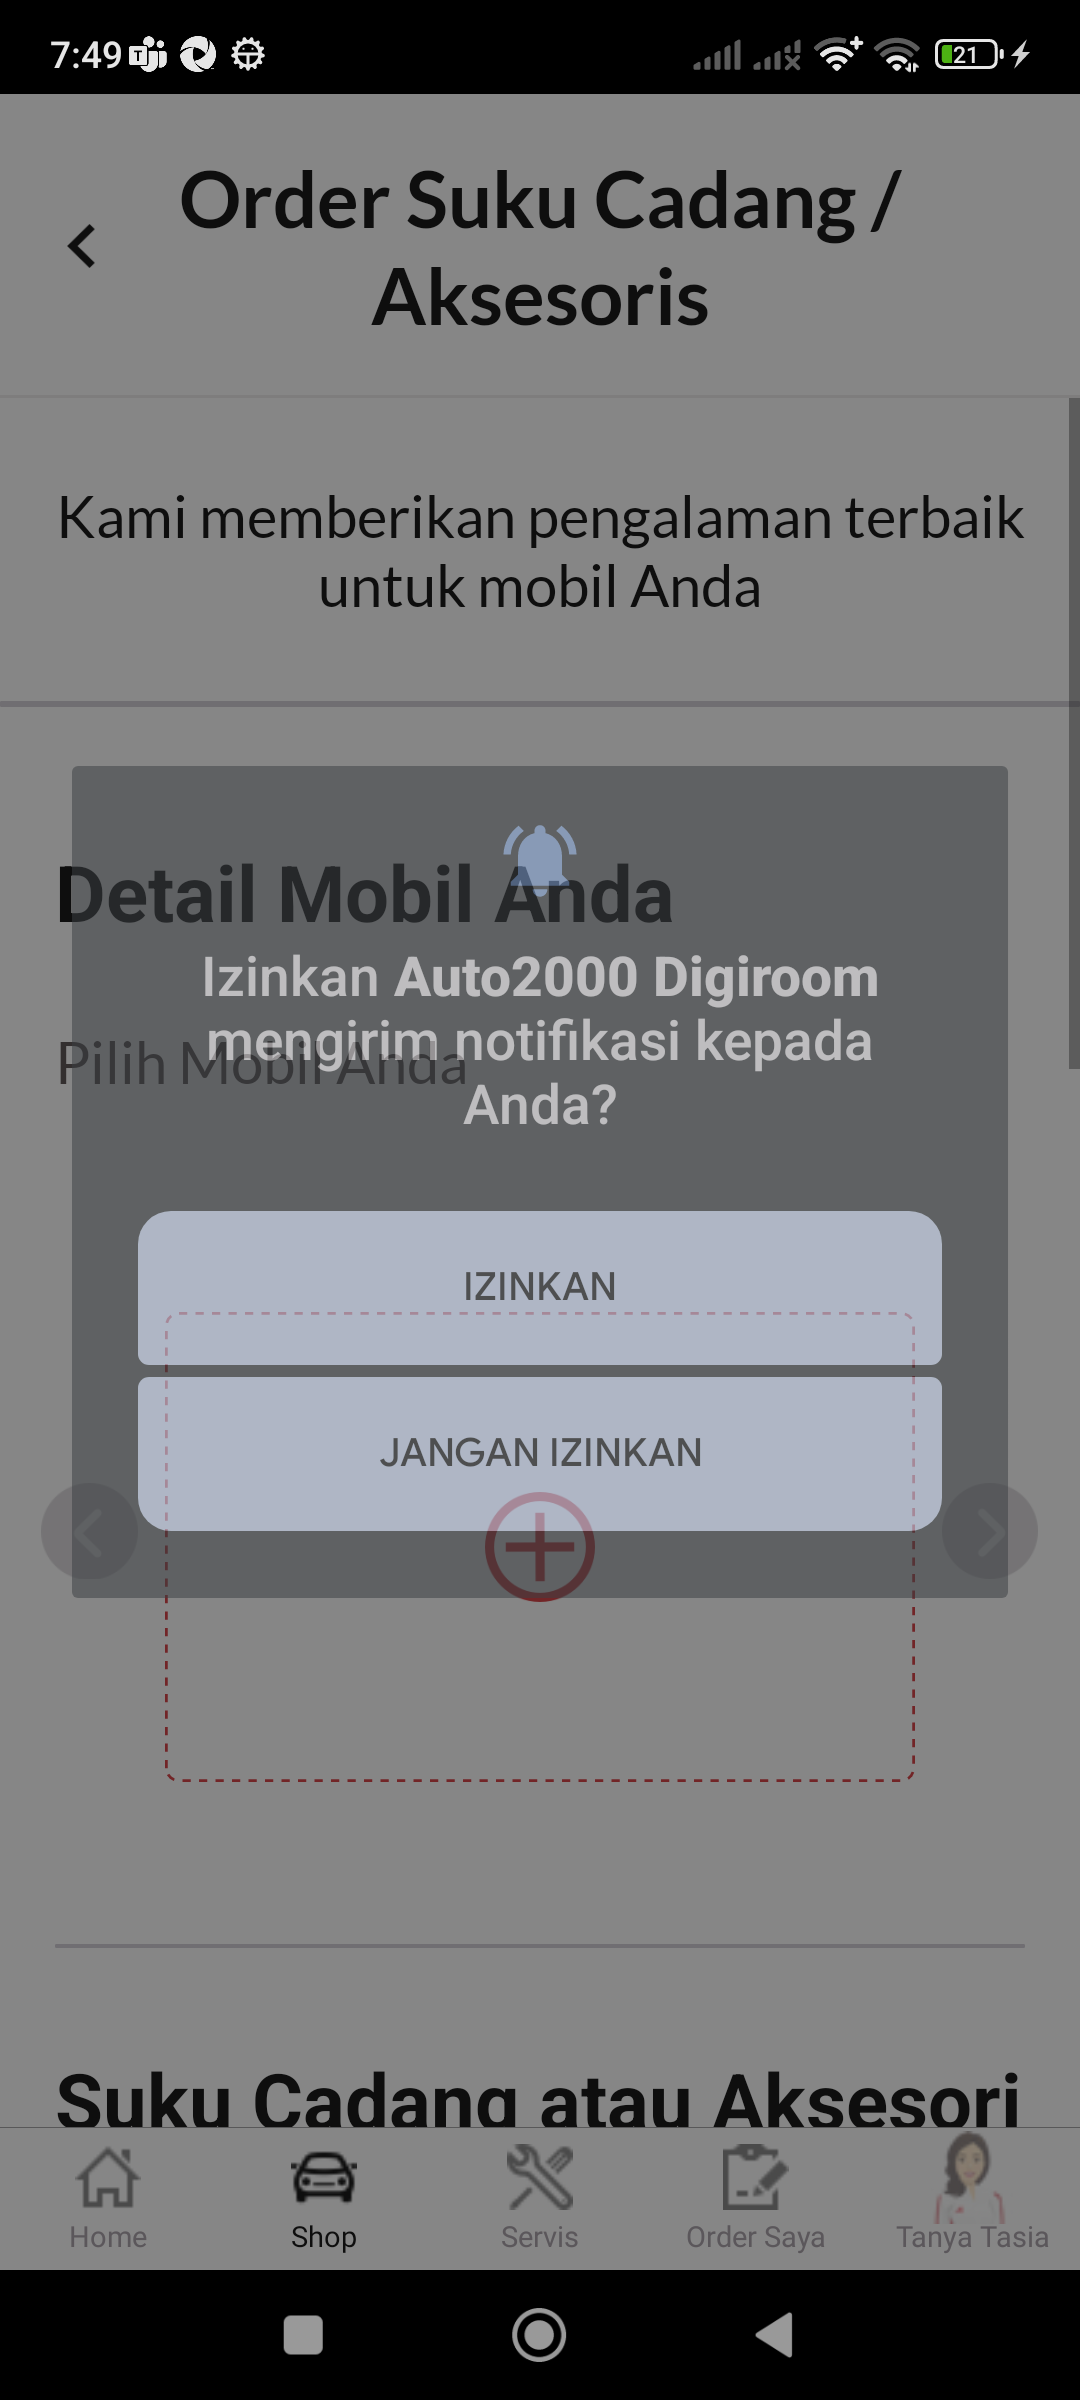 7:49
21
Order Suku Cadang /
Aksesoris
Kami memberikan pengalaman terbaik
untuk mobil Anda
Detail Mobil Anda
Izinkan Auto2000 Digiroom
mengirim notifikasi kepada
Anda?
Pilih Mobil Anda
IZINKAN
JANGAN IZINKAN
Suku Cadang atau Aksesori
Home
Shop
Servis
Order Saya
Tanya Tasia